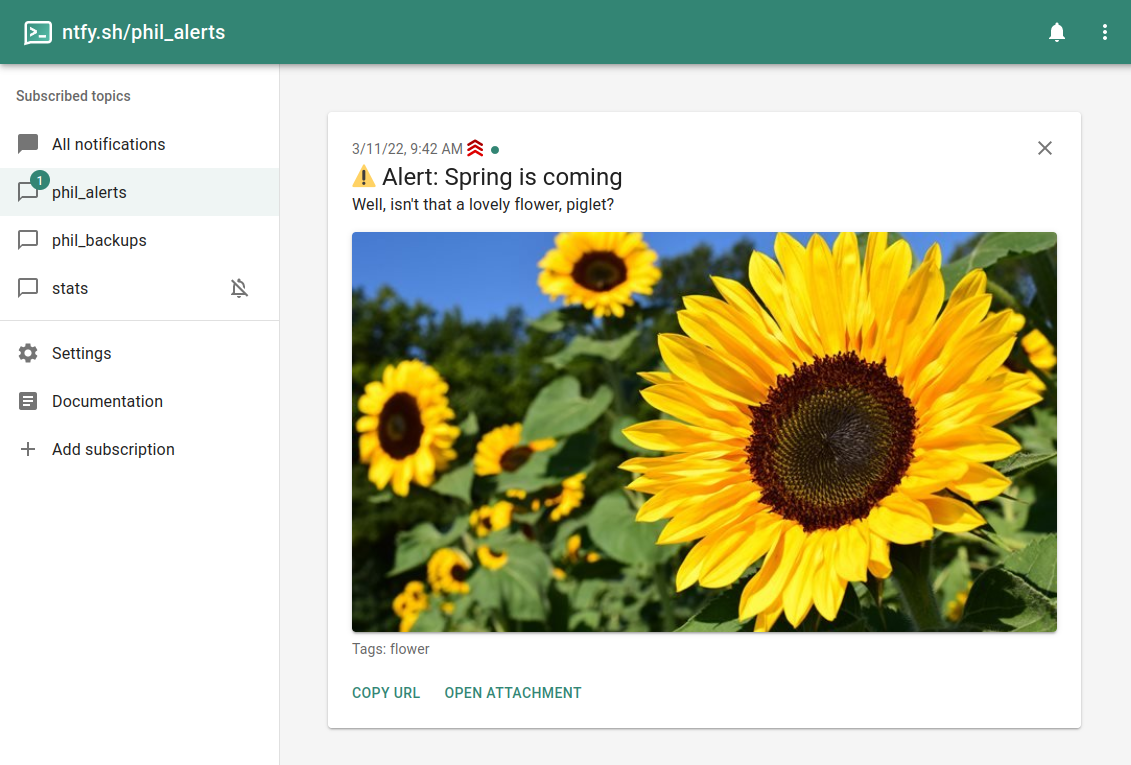 ntfy.sh/phil_alerts
Subscribed topics
All notifications
1
phil_alerts
phil_backups
stats
Settings
Documentation
Add subscription
3/11/22, 9:42 AM
Alert: Spring is coming
Well, isn't that a lovely flower, piglet?
Tags: flower
COPY URL OPEN ATTACHMENT